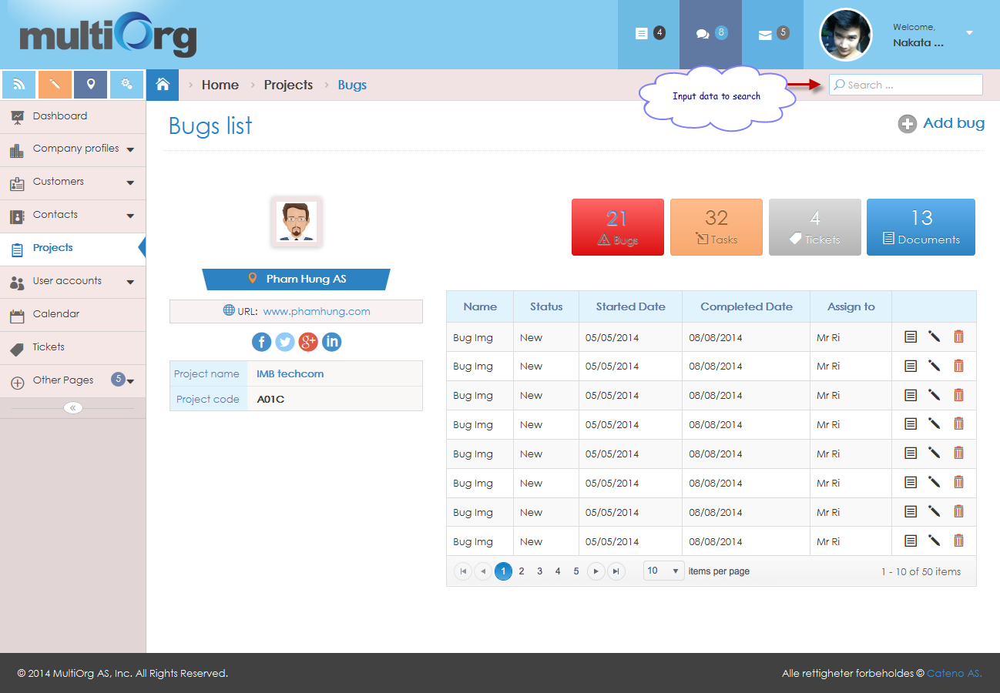 multiOrg
4
8
5
Welcome,
Nakata ...
Home
Projects
Bugs
Input data to search
Search ...
Dashboard
Company profiles
Customers
Contacts
Projects
User accounts
Calendar
Tickets
Other Pages 5
«
Bugs list
Add bug
21
Bugs
32
Tasks
4
Tickets
13
Documents
Pham Hung AS
URL: www.phamhung.com
f g+ in
Project name IMB techcom
Project code A01C
Name Status Started Date Completed Date Assign to
Bug Img New 05/05/2014 08/08/2014 Mr Ri
Bug Img New 05/05/2014 08/08/2014 Mr Ri
Bug Img New 05/05/2014 08/08/2014 Mr Ri
Bug Img New 05/05/2014 08/08/2014 Mr Ri
Bug Img New 05/05/2014 08/08/2014 Mr Ri
Bug Img New 05/05/2014 08/08/2014 Mr Ri
Bug Img New 05/05/2014 08/08/2014 Mr Ri
Bug Img New 05/05/2014 08/08/2014 Mr Ri
1 2 3 4 5 10 items per page 1 - 10 of 50 items
© 2014 MultiOrg AS, Inc. All Rights Reserved.
Alle rettigheter forbeholdes © Cateno AS.